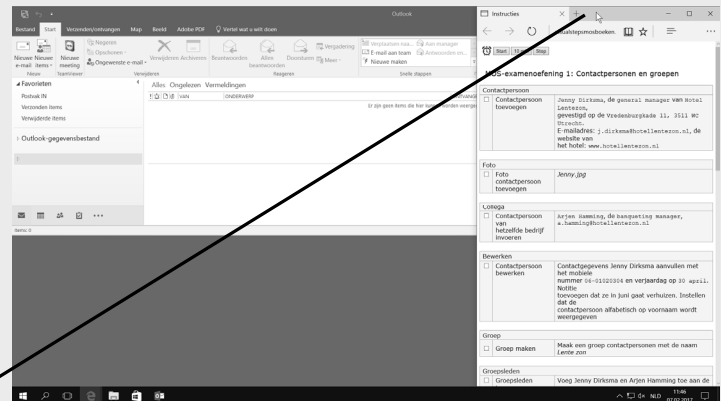 Outlook
Bestand Start Verzenden/ontvangen Map Beeld Adobe PDF Vertel wat u wilt doen
Nieuwe e-mail
Nieuwe items
Nieuwe meeting
Negeren
Opschonen
Ongewenste e-mail
Verwijderen Archiveren
Beantwoorden
Allen beantwoorden
Doorsturen
Vergadering
Meer
Verplaatsen naar...
E-mail aan team
Nieuwe maken
Aan manager
Antwoorden en...
Nieuw
TeamViewer
Verwijderen
Reageren
Snelle stappen
Favorieten
Postvak IN
Verzonden items
Verwijderde items
Outlook-gegevensbestand
Alles Ongelezen Vermeldingen
VAN
ONDERWERP
Er zijn geen items die hier
Items: 0
Instructies
Start
Stop
MOS-examenoefening 1: Contactpersonen en groepen
Contactpersoon
Contactpersoon
toevoegen
Jenny Dirksma, de general manager van Hotel
Lentezon,
gevestigd op de Vredenburgkade 11, 3511 WC
Utrecht.
E-mailadres: j.dirksma@hotellentezon.nl, de
website van
het hotel: www.hotellentezon.nl
Foto
Foto
contactpersoon
toevoegen
Jenny.jpg
Collega
Contactpersoon
van
hetzelfde bedrijf
invoeren
Arjen Hamming, de banqueting manager,
a.hamming@hotellentezon.nl
Bewerken
Contactpersoon
bewerken
Contactgegevens Jenny Dirksma aanvullen met
het mobiele
nummer 06-01020304 en verjaardag op 30 april.
Notitie
toevoegen dat ze in juni gaat verhuizen. Instellen
dat de
contactpersoon alfabetisch op voornaam wordt
weergegeven
Groep
Groep maken
Maak een groep contactpersonen met de naam
Lente zon
Groepsleden
Groepsleden
Voeg Jenny Dirksma en Arjen Hamming toe aan de
NLD
11:46
07.02.2017